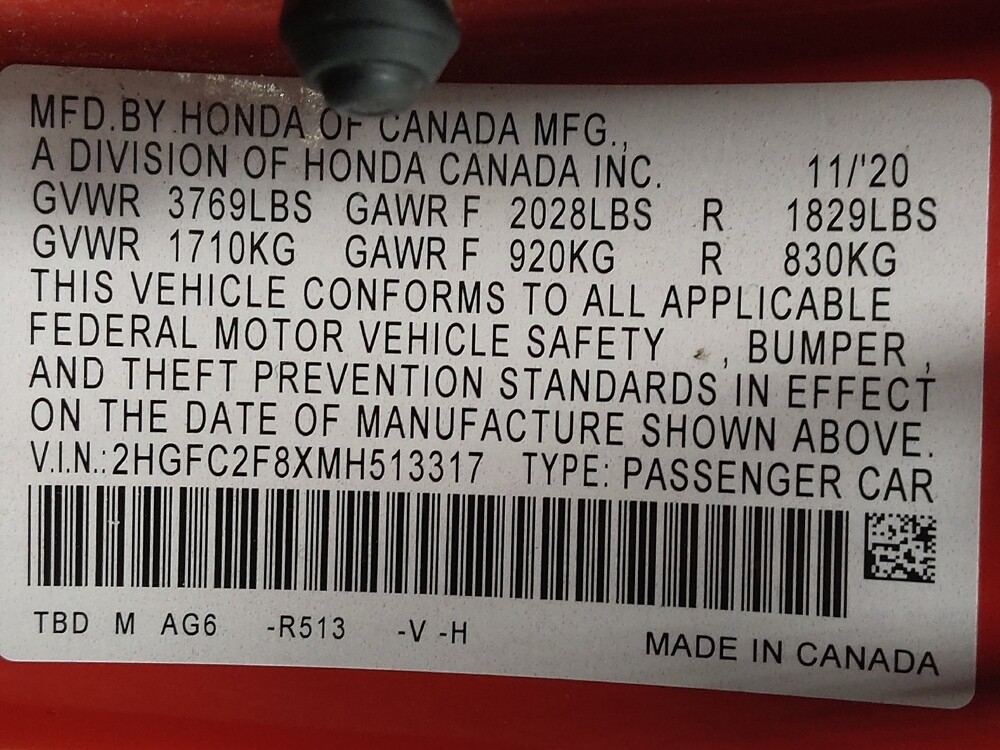 MFD.BY HONDA OF CANADA MFG.,
A DIVISION OF HONDA CANADA INC. 11/'20
GVWR 3769LBS GAWR F 2028LBS R 1829LBS
GVWR 1710KG GAWR F 920KG R 830KG
THIS VEHICLE CONFORMS TO ALL APPLICABLE
FEDERAL MOTOR VEHICLE SAFETY , BUMPER ,
AND THEFT PREVENTION STANDARDS IN EFFECT
ON THE DATE OF MANUFACTURE SHOWN ABOVE.
V.I.N.:2HGFC2F8XMH513317 TYPE: PASSENGER CAR
TBD M AG6 -R513 -V -H
MADE IN CANADA